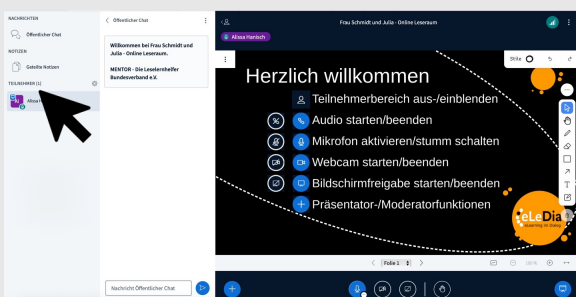 NACHRICHTEN
Öffentlicher Chat
NOTIZEN
Geteilte Notizen
TEILNEHMER (1)
Öffentlicher Chat
Willkommen bei Frau Schmidt und
Julia - Online Leseraum.
MENTOR - Die Leselernhelfer
Bundesverband e.V.
Nachricht Öffentlicher Chat
Frau Schmidt und Julia - Online Leseraum
Alissa Hanisch
Stile
Herzlich willkommen
Teilnehmerbereich aus-/einblenden
Audio starten/beenden
Mikrofon aktivieren/stumm schalten
Webcam starten/beenden
Bildschirmfreigabe starten/beenden
Präsentator-/Moderatorfunktionen
eLeDia
eLearning im Dialog
Folie 1